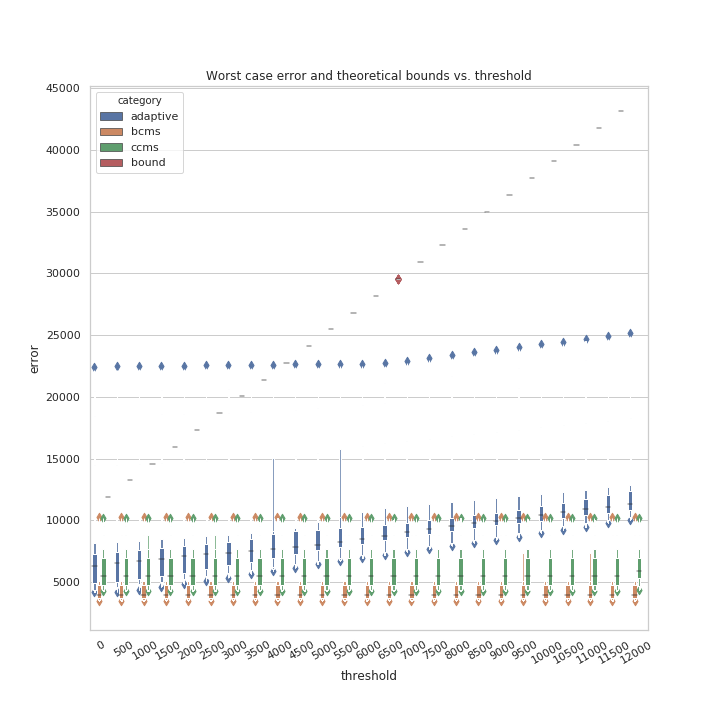 Worst case error and theoretical bounds vs. threshold
45000
category
adaptive
bcms
ccms
bound
40000
35000
30000
25000
20000
15000
10000
5000
error
0 500 1000 1500 2000 2500 3000 3500 4000 4500 5000 5500 6000 6500 7000 7500 8000 8500 9000 9500 10000 10500 11000 11500 12000
threshold